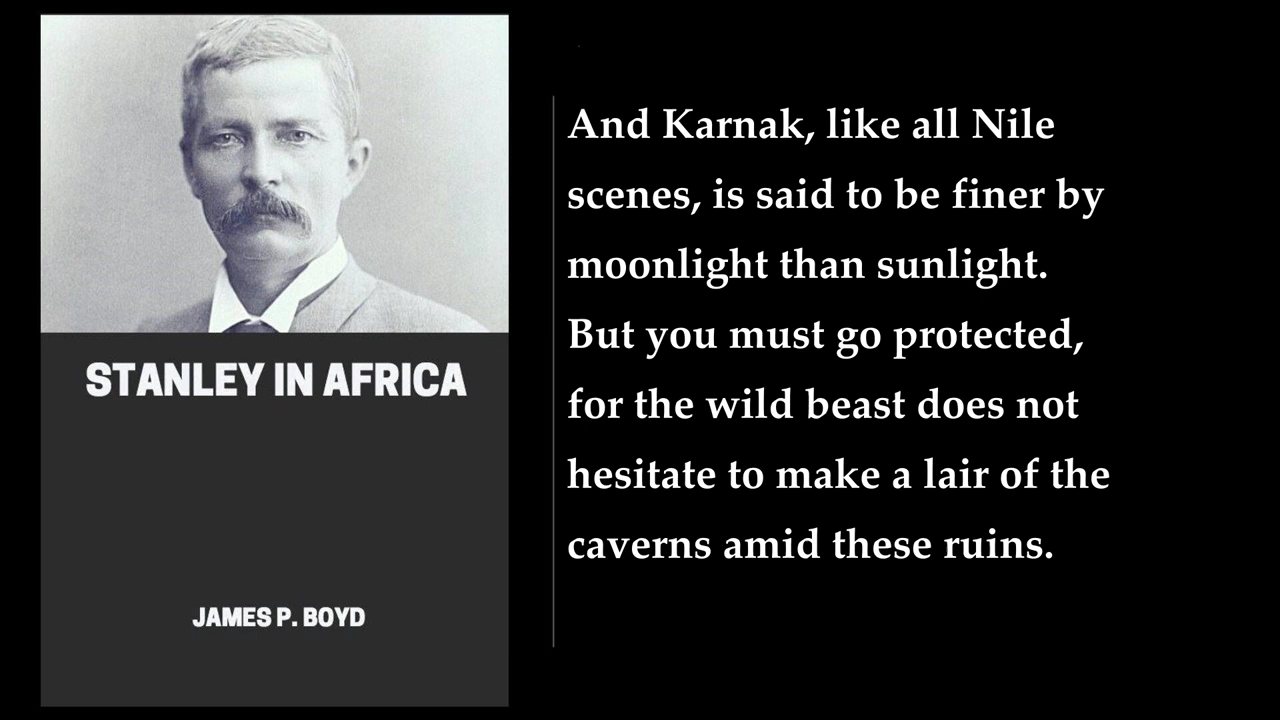 STANLEY IN AFRICA
JAMES P. BOYD
And Karnak, like all Nile
scenes, is said to be finer by
moonlight than sunlight.
But you must go protected,
for the wild beast does not
hesitate to make a lair of the
caverns amid these ruins.